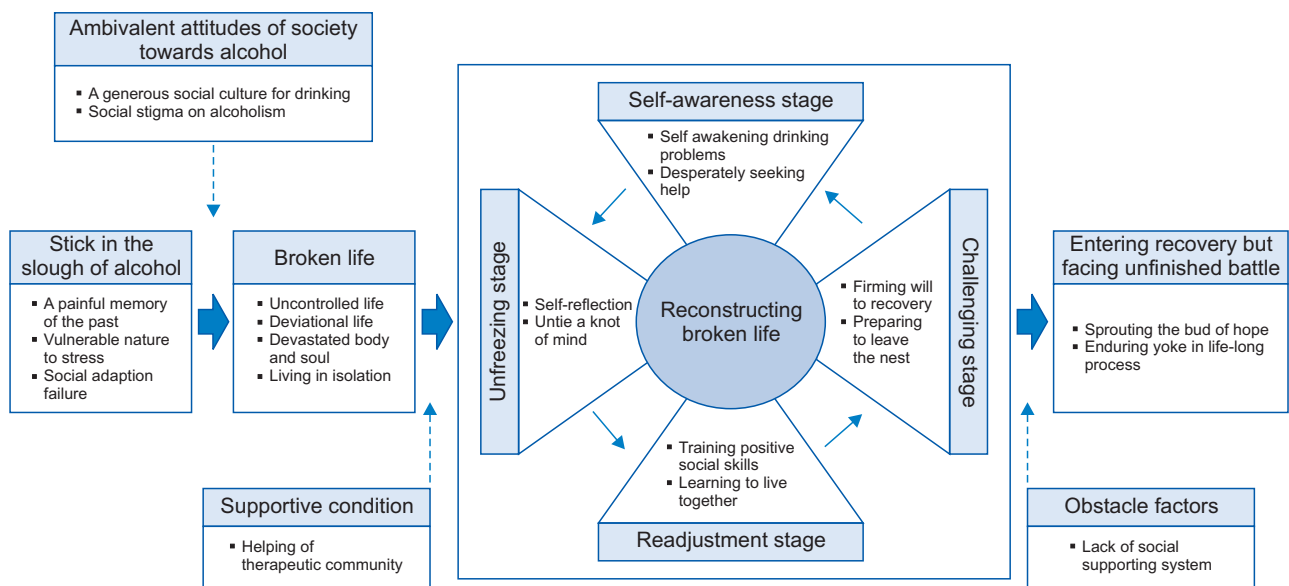 Ambivalent attitudes of society
towards alcohol
▪ A generous social culture for drinking
▪ Social stigma on alcoholism
Stick in the
slough of alcohol
▪ A painful memory
of the past
▪ Vulnerable nature
to stress
▪ Social adaption
failure
Broken life
▪ Uncontrolled life
▪ Deviational life
▪ Devastated body
and soul
▪ Living in isolation
Supportive condition
▪ Helping of
therapeutic community
Self-awareness stage
▪ Self awakening drinking
problems
▪ Desperately seeking
help
Unfreezing stage
▪ Self-reflection
▪ Untie a knot
of mind
Reconstructing
broken life
▪ Training positive
social skills
▪ Learning to live
together
Readjustment stage
▪ Firming will
to recovery
▪ Preparing
to leave
the nest
Challenging stage
Entering recovery but
facing unfinished battle
▪ Sprouting the bud of hope
▪ Enduring yoke in life-long
process
Obstacle factors
▪ Lack of social
supporting system